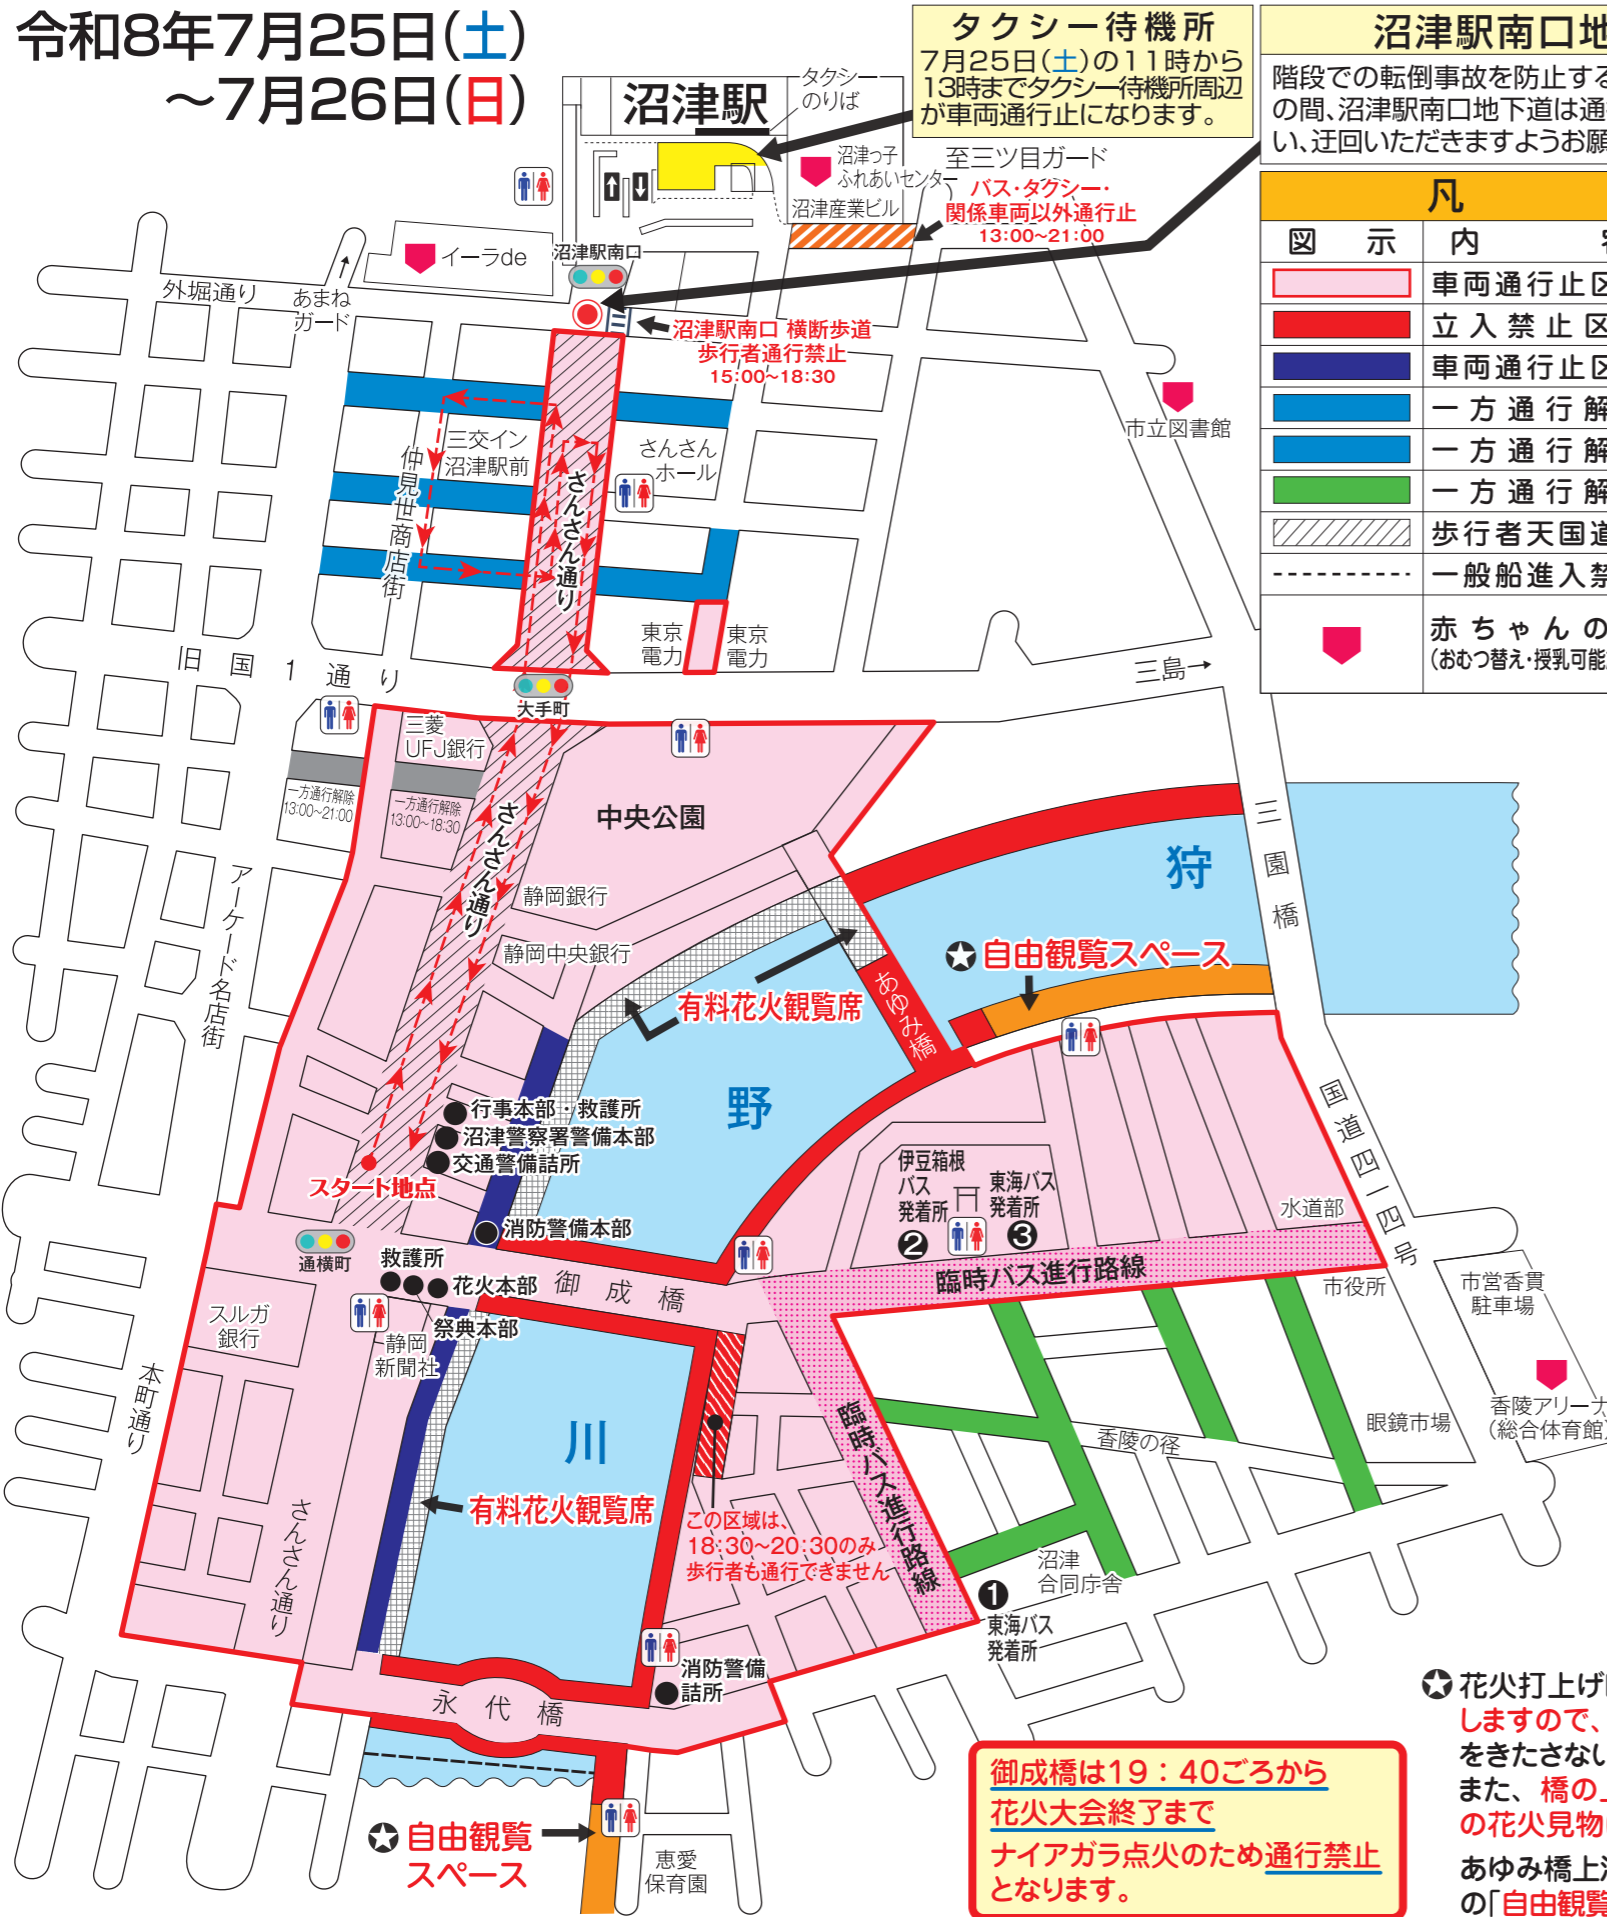 令和8年7月25日(土)
～7月26日(日)
タクシー待機所
7月25日(土)の11時から
13時までタクシー待機所周辺
が車両通行止になります。
沼津駅南口地
階段での転倒事故を防止する
の間、沼津駅南口地下道は通
い、迂回いただきますようお願
凡
図 示
内
車両通行止区
立入禁止区
車両通行止区
一方通行解
一方通行解
一方通行解
歩行者天国道
一般船進入禁
赤ちゃんの
(おむつ替え・授乳可能
沼津駅
タクシー
のりば
沼津っ子
ふれあいセンター
沼津産業ビル
至三ツ目ガード
バス・タクシー・
関係車両以外通行止
13:00~21:00
イーラde
沼津駅南口
外堀通り
あまね
ガード
沼津駅南口 横断歩道
歩行者通行禁止
15:00~18:30
市立図書館
三交イン
沼津駅前
さんさん
ホール
仲見世商店街
さんさん通り
東京
電力
東京
電力
旧国1通り
三島→
大手町
三菱
UFJ銀行
一方通行解除
13:00~21:00
一方通行解除
13:00~18:30
さんさん通り
中央公園
静岡銀行
静岡中央銀行
アーケード名店街
三園橋
狩
自由観覧スペース
有料花火観覧席
あゆみ橋
野
行事本部・救護所
沼津警察署警備本部
交通警備詰所
スタート地点
消防警備本部
通横町
救護所
花火本部
祭典本部
御成橋
伊豆箱根
バス
発着所
2
東海バス
発着所
3
水道部
国道四一四号
臨時バス進行路線
市役所
市営香貫
駐車場
スルガ
銀行
静岡
新聞社
本町通り
川
有料花火観覧席
この区域は、
18:30~20:30のみ
歩行者も通行できません
臨時バス進行路線
香陵の径
眼鏡市場
香陵アリーナ
(総合体育館)
沼津
合同庁舎
1
東海バス
発着所
さんさん通り
消防警備
詰所
永代橋
自由観覧
スペース
恵愛
保育園
御成橋は19：40ごろから
花火大会終了まで
ナイアガラ点火のため通行禁止
となります。
花火打上げ
しますので、
をきたさない
また、橋の
の花火見物
あゆみ橋上
の「自由観覧